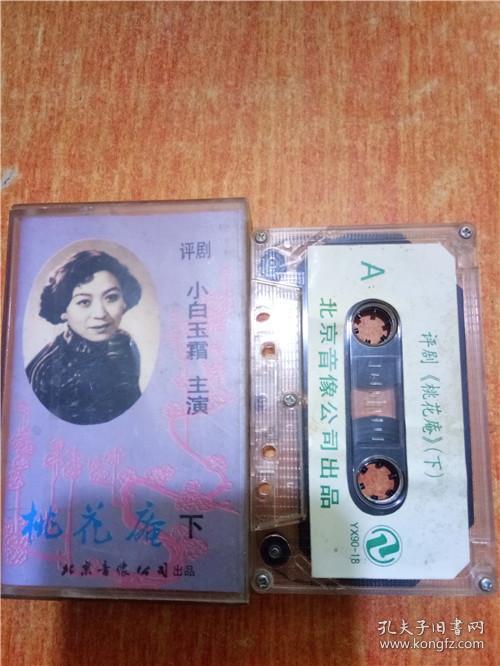 评剧
小白玉霜 主演
桃花庵 下
北京音像公司出品
A
北京音像公司出品
评剧《桃花庵》(下)
YX90-18
孔夫子旧书网
www.kongfz.com